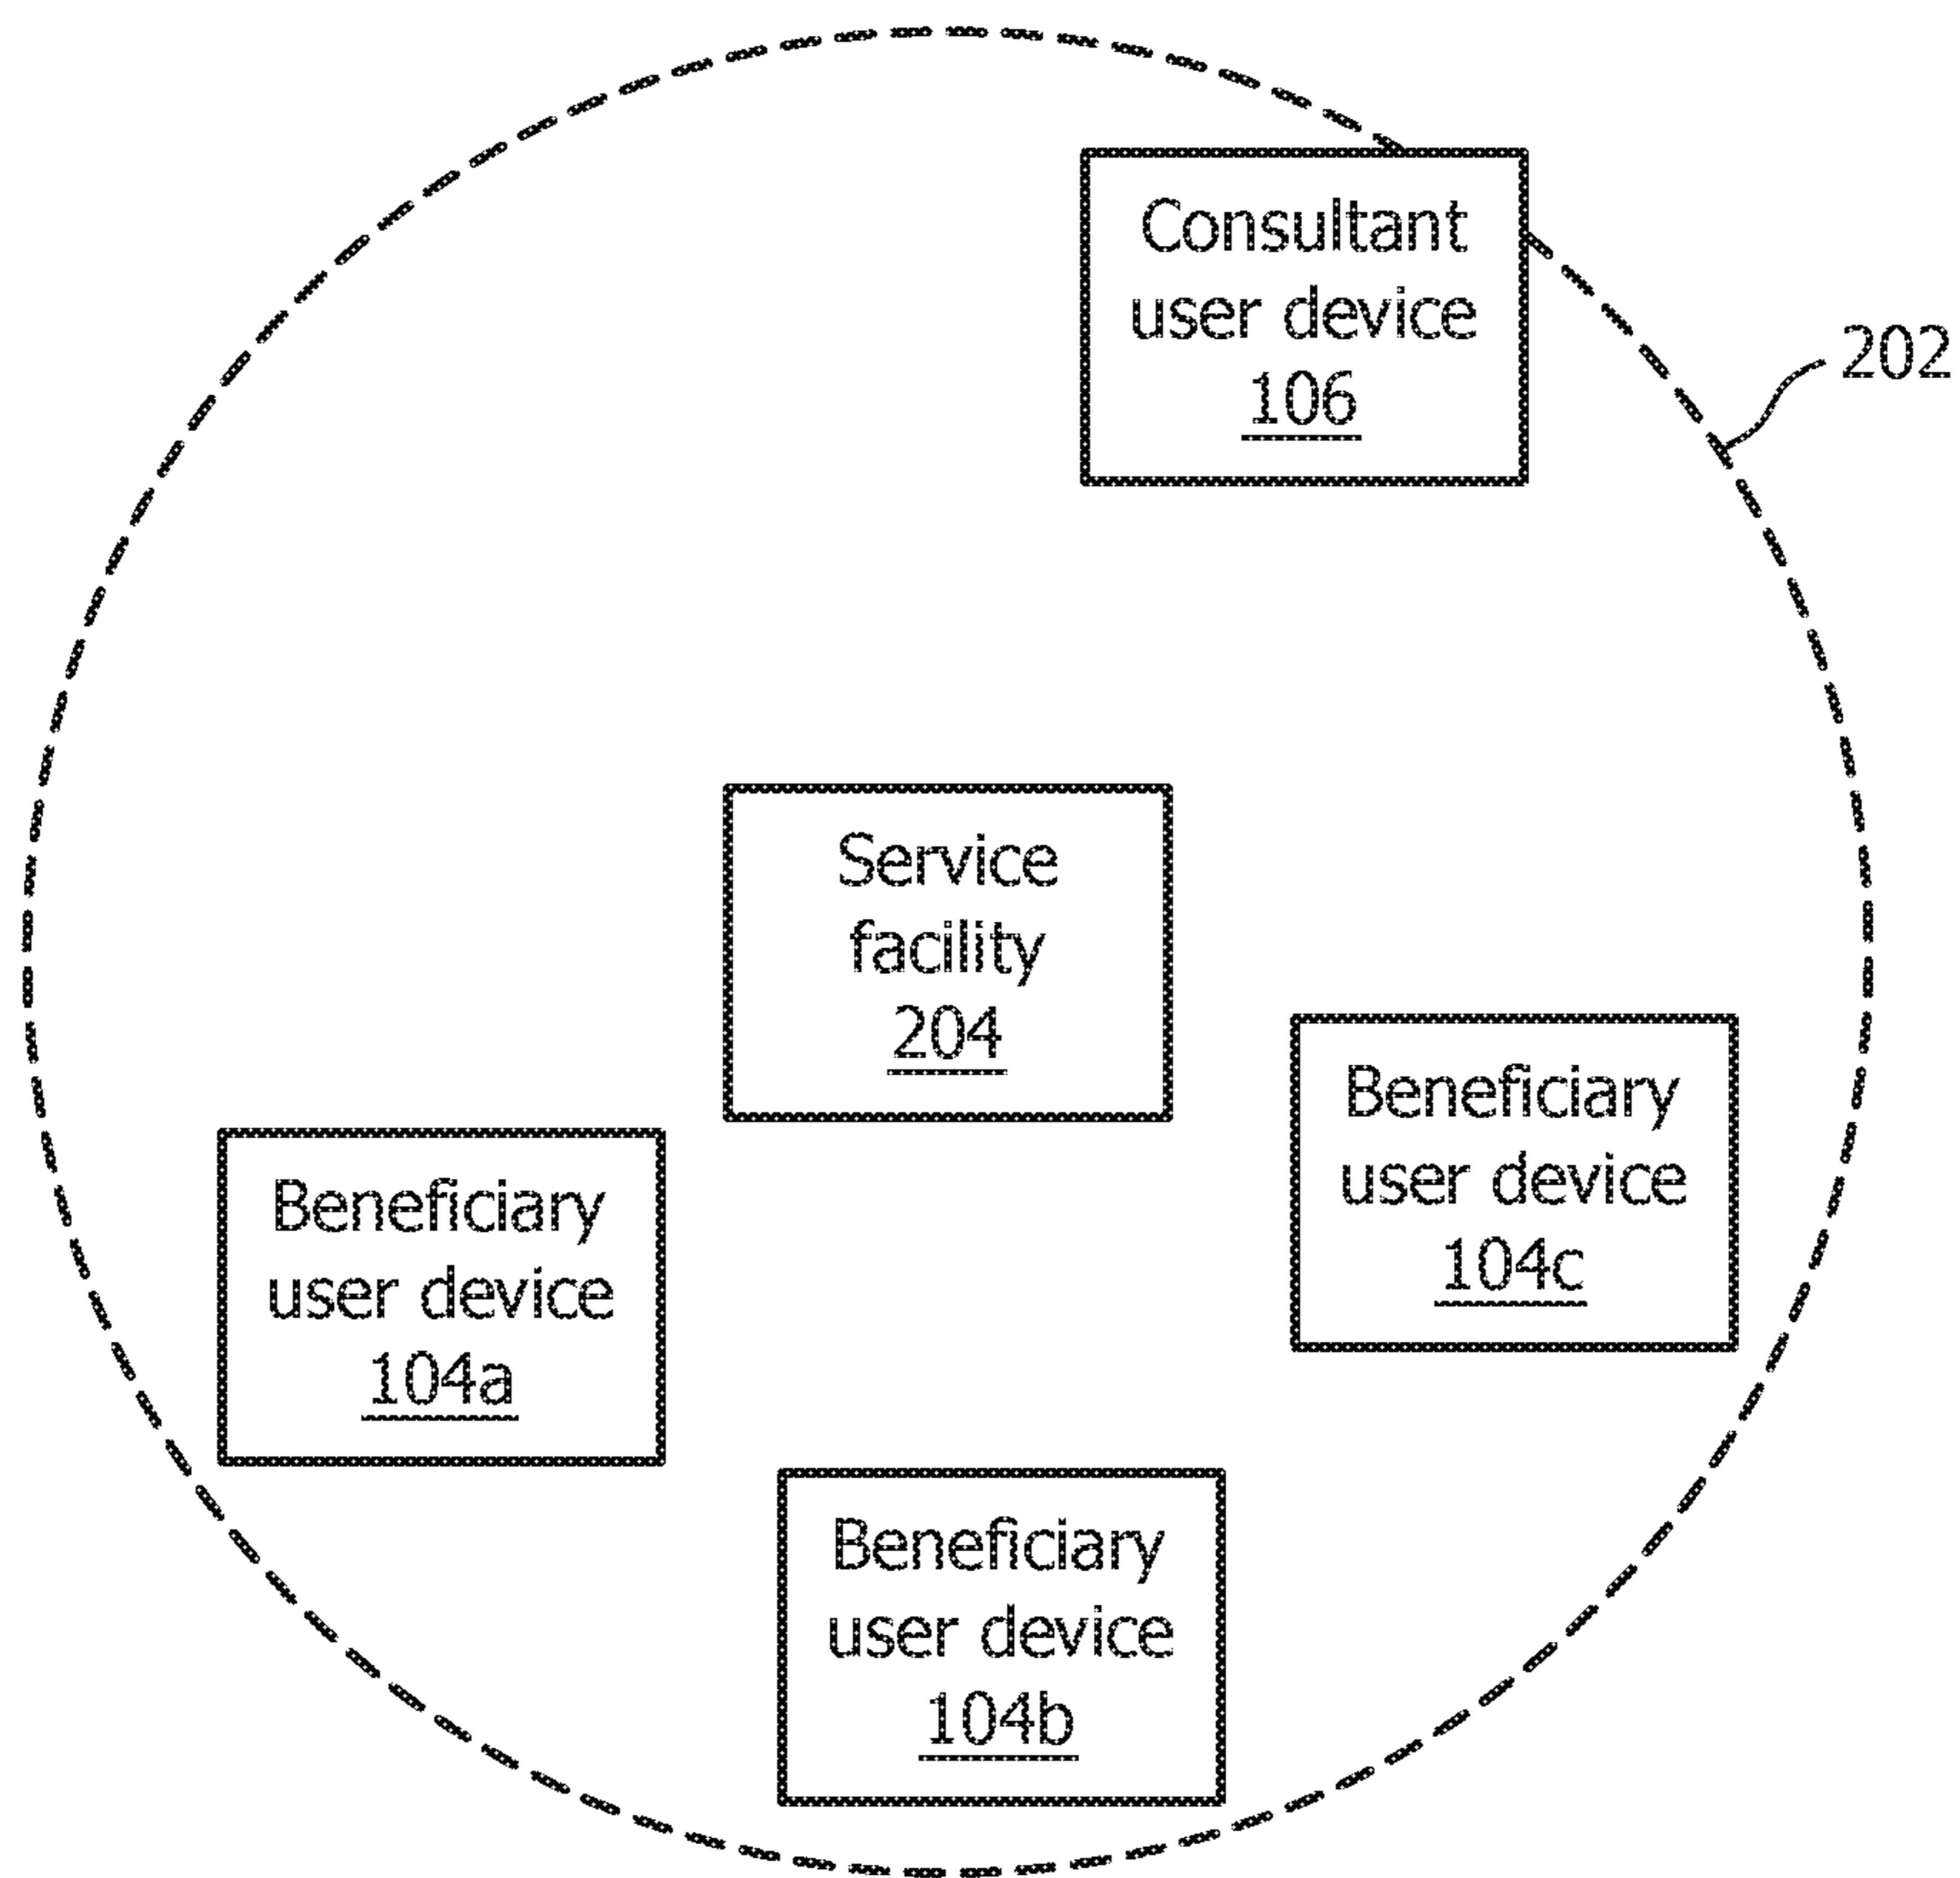 Consultant
user device
106
202
Service
facility
204
Beneficiary
user device
104c
Beneficiary
user device
104a
Beneficiary
user device
104b